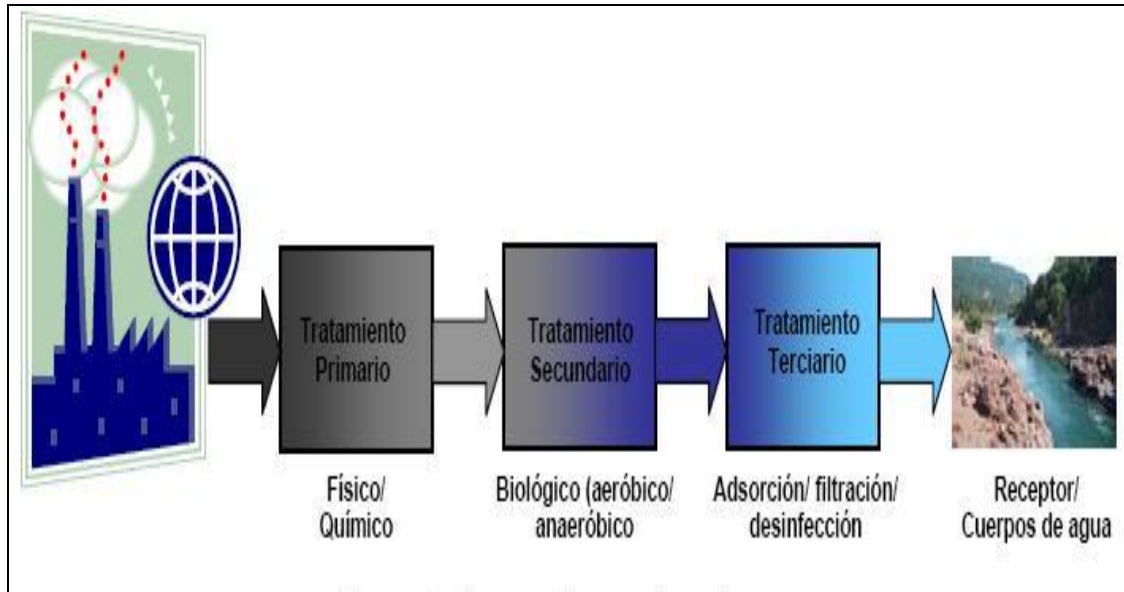 Tratamiento
Primario
Tratamiento
Secundario
Tratamiento
Terciario
Físico/
Químico
Biológico (aeróbico/
anaeróbico
Adsorción/ filtración/
desinfección
Receptor/
Cuerpos de agua